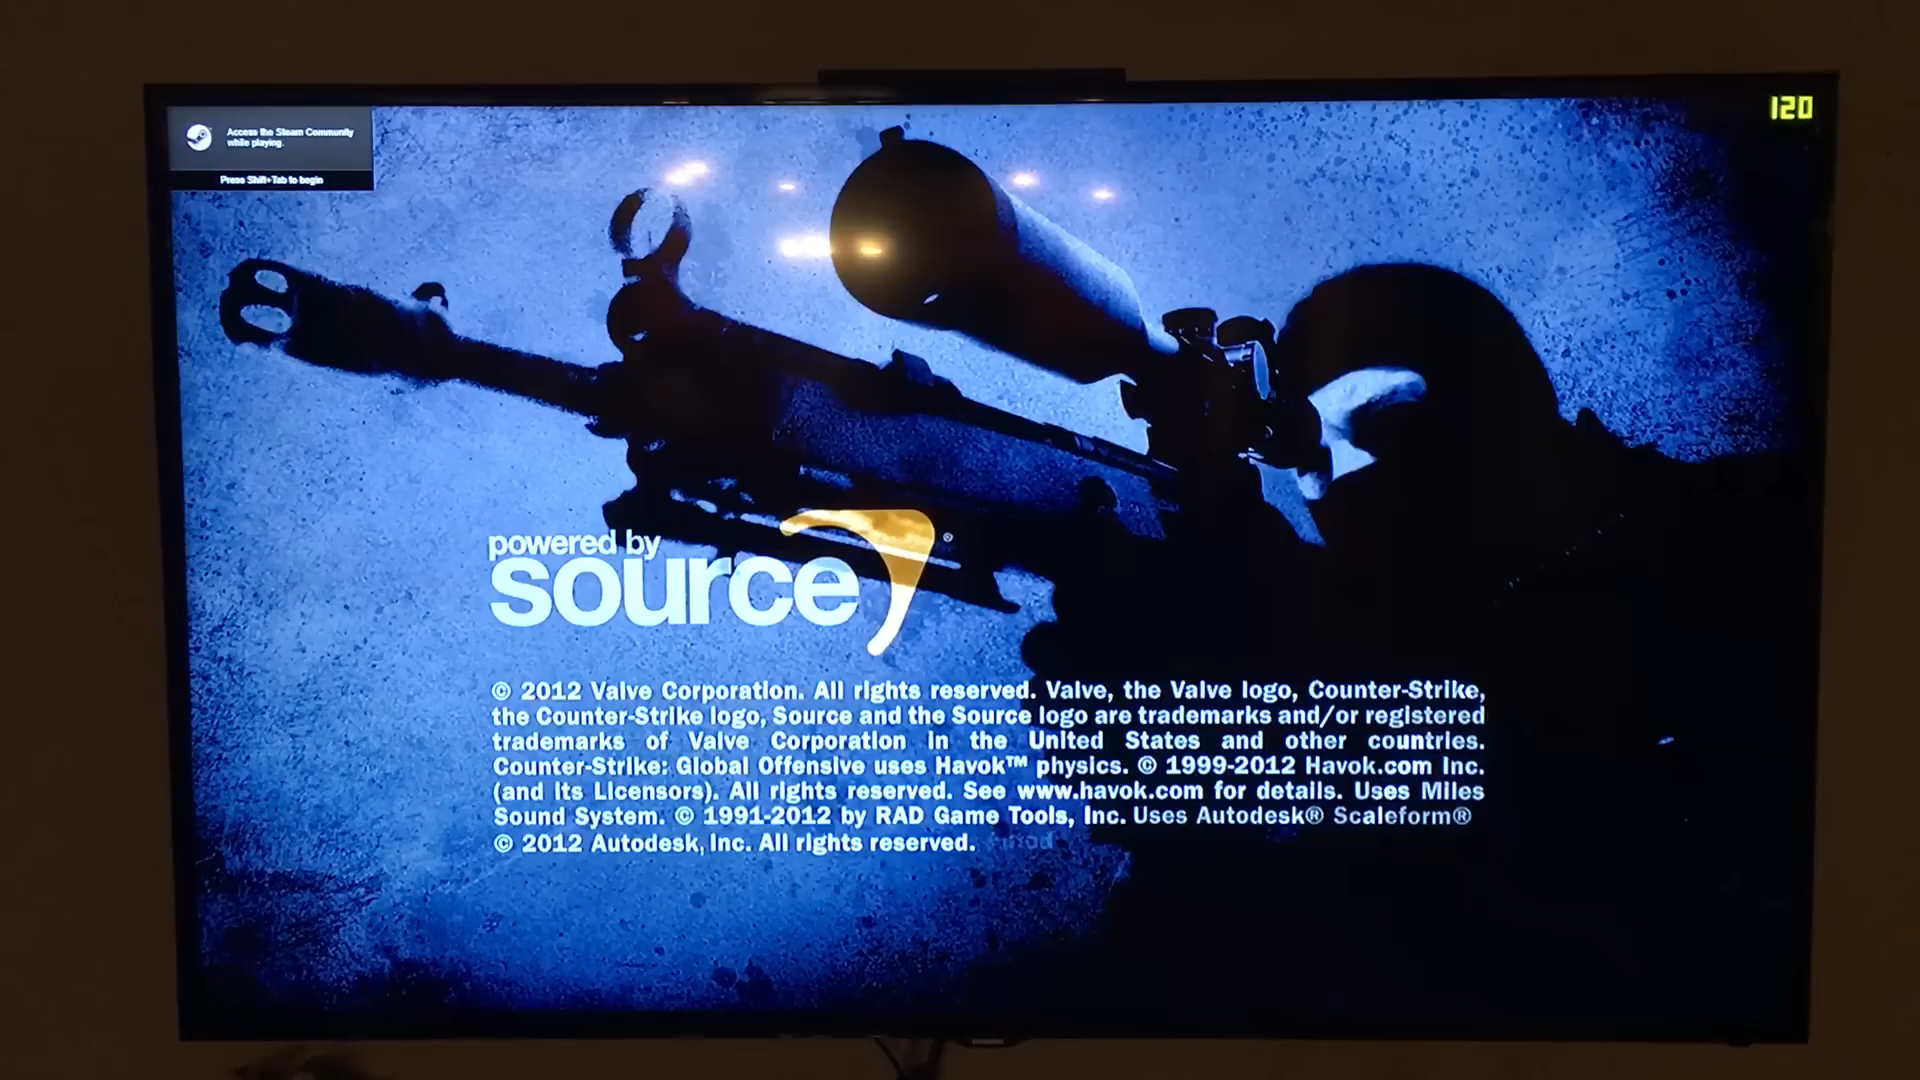 120
Access the Steam Community
while playing.
Press Shift+Tab to begin
powered by
source
®
© 2012 Valve Corporation. All rights reserved. Valve, the Valve logo, Counter-Strike,
the Counter-Strike logo, Source and the Source logo are trademarks and/or registered
trademarks of Valve Corporation in the United States and other countries.
Counter-Strike: Global Offensive uses Havok™ physics. © 1999-2012 Havok.com Inc.
(and its Licensors). All rights reserved. See www.havok.com for details. Uses Miles
Sound System. © 1991-2012 by RAD Game Tools, Inc. Uses Autodesk® Scaleform®
© 2012 Autodesk, Inc. All rights reserved.